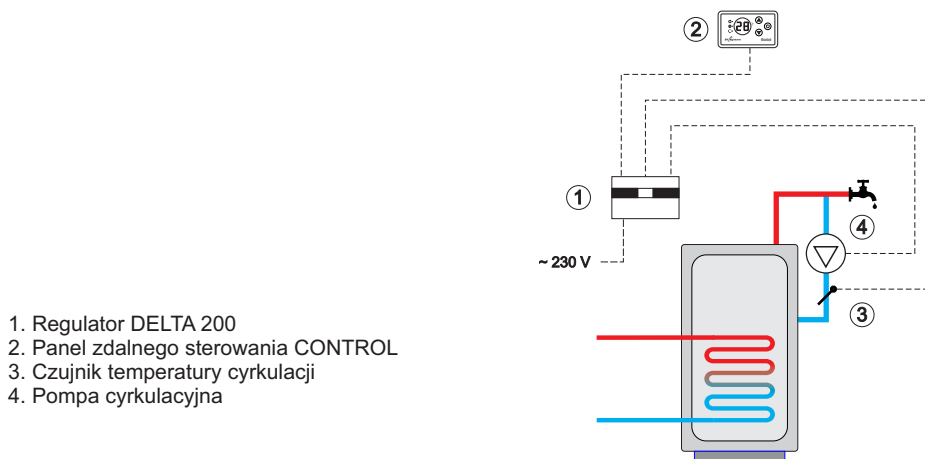 2
28
1
~ 230 V
4
3
1. Regulator DELTA 200
2. Panel zdalnego sterowania CONTROL
3. Czujnik temperatury cyrkulacji
4. Pompa cyrkulacyjna